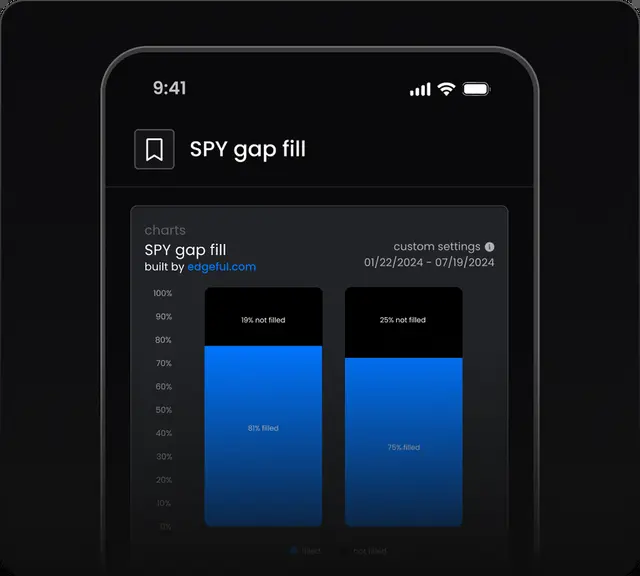 9:41
SPY gap fill
charts
SPY gap fill
built by edgeful.com
custom settings
01/22/2024 - 07/19/2024
100%
90%
80%
70%
60%
50%
40%
30%
20%
10%
0%
19% not filled
81% filled
25% not filled
75% filled
filled
not filled